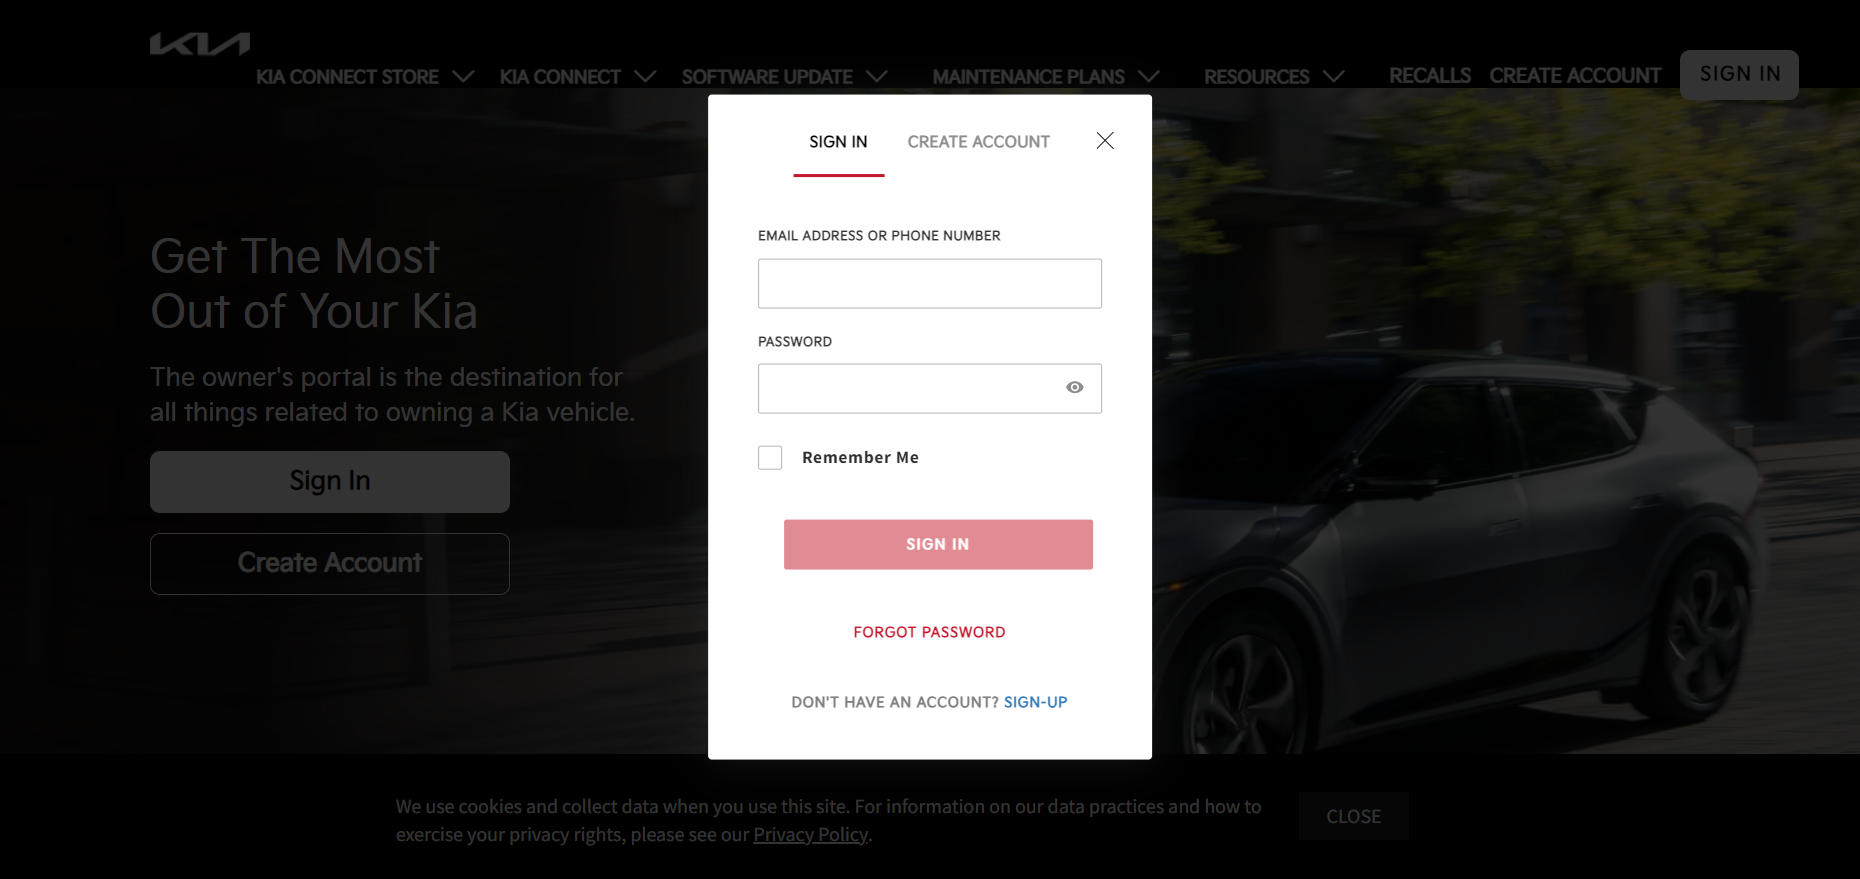 KIA
KIA CONNECT STORE
KIA CONNECT
SOFTWARE UPDATE
MAINTENANCE PLANS
RESOURCES
RECALLS
CREATE ACCOUNT
SIGN IN
SIGN IN
CREATE ACCOUNT
EMAIL ADDRESS OR PHONE NUMBER
PASSWORD
Remember Me
SIGN IN
FORGOT PASSWORD
DON'T HAVE AN ACCOUNT? SIGN-UP
Get The Most
Out of Your Kia
The owner's portal is the destination for
all things related to owning a Kia vehicle.
Sign In
Create Account
We use cookies and collect data when you use this site. For information on our data practices and how to
exercise your privacy rights, please see our Privacy Policy.
CLOSE